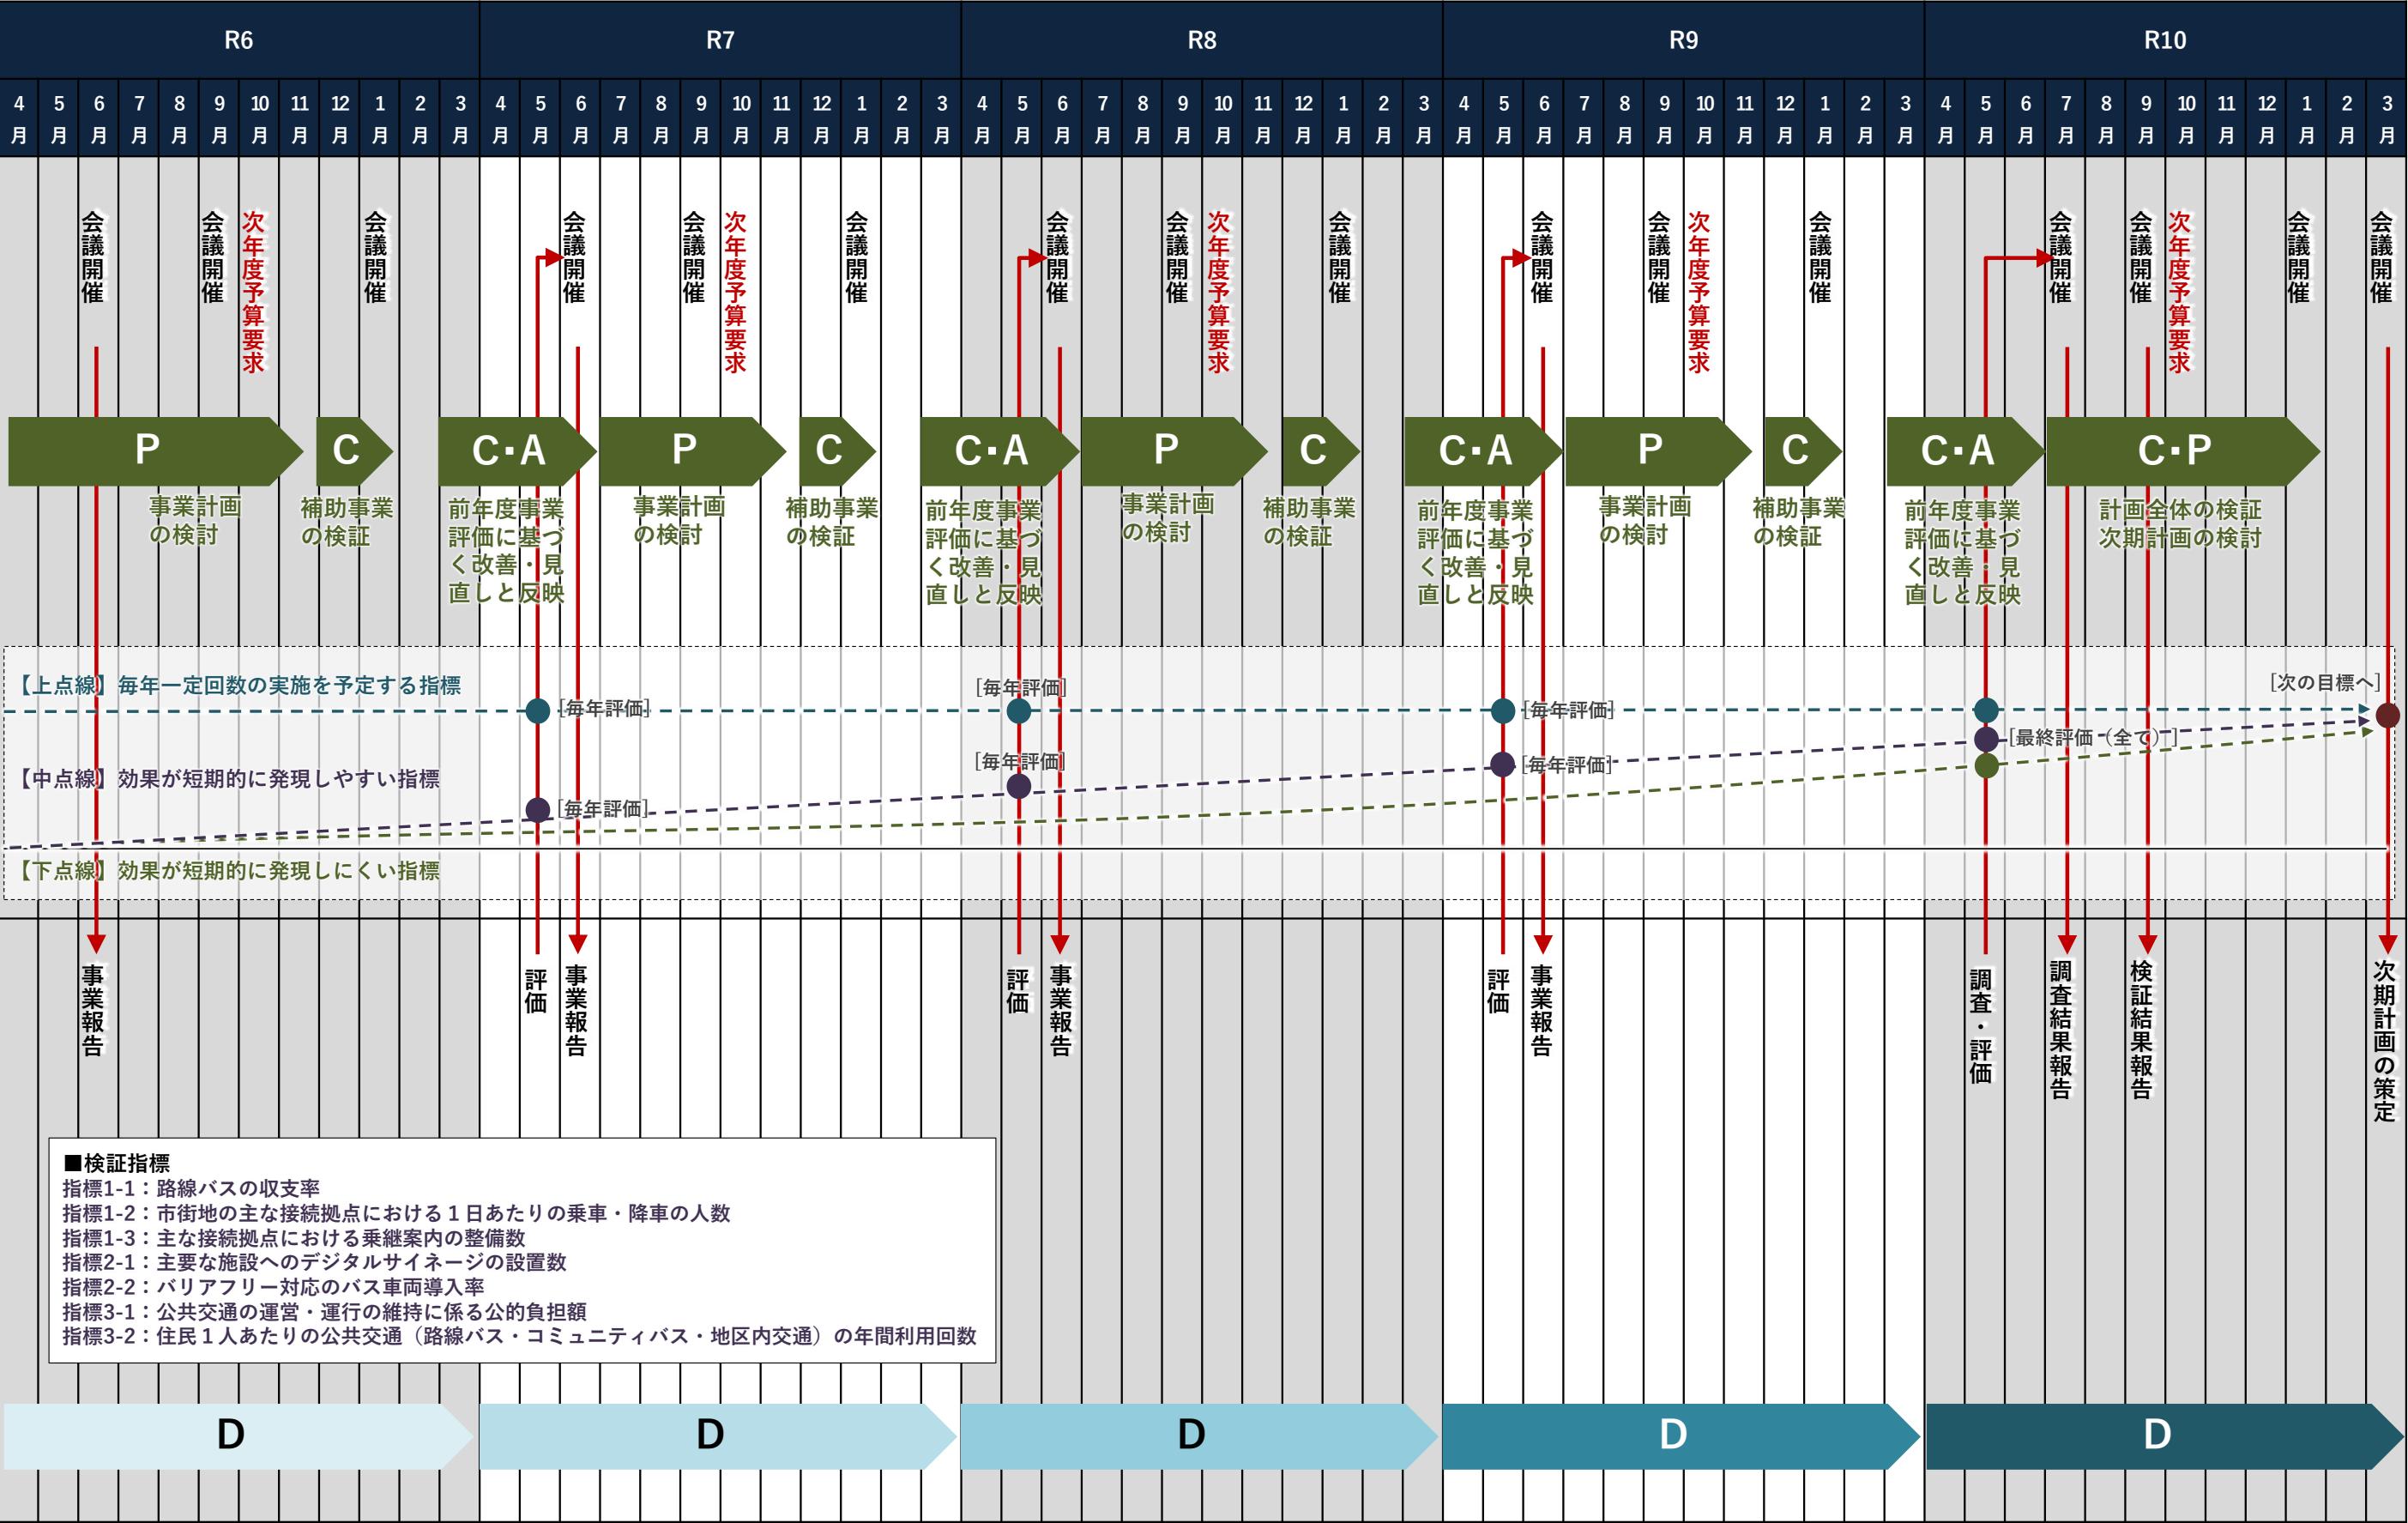 R6 R7 R8 R9 R10
4月 5月 6月 7月 8月 9月 10月 11月 12月 1月 2月 3月 4月 5月 6月 7月 8月 9月 10月 11月 12月 1月 2月 3月 4月 5月 6月 7月 8月 9月 10月 11月 12月 1月 2月 3月 4月 5月 6月 7月 8月 9月 10月 11月 12月 1月 2月 3月 4月 5月 6月 7月 8月 9月 10月 11月 12月 1月 2月 3月
会議開催
会議開催
次年度予算要求
会議開催
会議開催
会議開催
次年度予算要求
会議開催
会議開催
会議開催
次年度予算要求
会議開催
会議開催
会議開催
次年度予算要求
会議開催
会議開催
会議開催
次年度予算要求
会議開催
会議開催
P
C
C・A
P
C
C・A
P
C
C・A
P
C
C・A
C・P
事業計画
の検討
補助事業
の検証
前年度事業
評価に基づ
く改善・見
直しと反映
事業計画
の検討
補助事業
の検証
前年度事業
評価に基づ
く改善・見
直しと反映
事業計画
の検討
補助事業
の検証
前年度事業
評価に基づ
く改善・見
直しと反映
事業計画
の検討
補助事業
の検証
前年度事業
評価に基づ
く改善・見
直しと反映
計画全体の検証
次期計画の検討
【上点線】毎年一定回数の実施を予定する指標
[毎年評価]
[毎年評価]
[毎年評価]
[次の目標へ]
【中点線】効果が短期的に発現しやすい指標
[毎年評価]
[毎年評価]
[毎年評価]
[最終評価（全て）]
【下点線】効果が短期的に発現しにくい指標
事業報告
評価
事業報告
評価
事業報告
評価
事業報告
調査・評価
調査結果報告
検証結果報告
次期計画の策定
■検証指標
指標1-1：路線バスの収支率
指標1-2：市街地の主な接続拠点における１日あたりの乗車・降車の人数
指標1-3：主な接続拠点における乗継案内の整備数
指標2-1：主要な施設へのデジタルサイネージの設置数
指標2-2：バリアフリー対応のバス車両導入率
指標3-1：公共交通の運営・運行の維持に係る公的負担額
指標3-2：住民１人あたりの公共交通（路線バス・コミュニティバス・地区内交通）の年間利用回数
D
D
D
D
D